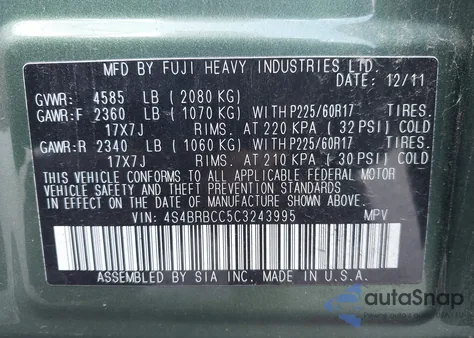 MFD BY FUJI HEAVY INDUSTRIES LTD.
DATE: 12/11
GVWR: 4585 LB (2080 KG)
GAWR:F 2360 LB (1070 KG) WITH P225/60R17 TIRES.
17X7J RIMS. AT 220 KPA (32 PSI) COLD
GAWR:R 2340 LB (1060 KG) WITH P225/60R17 TIRES.
17X7J RIMS. AT 210 KPA (30 PSI) COLD
THIS VEHICLE CONFORMS TO ALL APPLICABLE FEDERAL MOTOR
VEHICLE SAFETY AND THEFT PREVENTION STANDARDS
IN EFFECT ON THE DATE OF MANUFACTURE SHOWN ABOVE.
VIN: 4S4BRBCC5C3243995 MPV
ASSEMBLED BY SIA INC. MADE IN U.S.A.
autoSnap